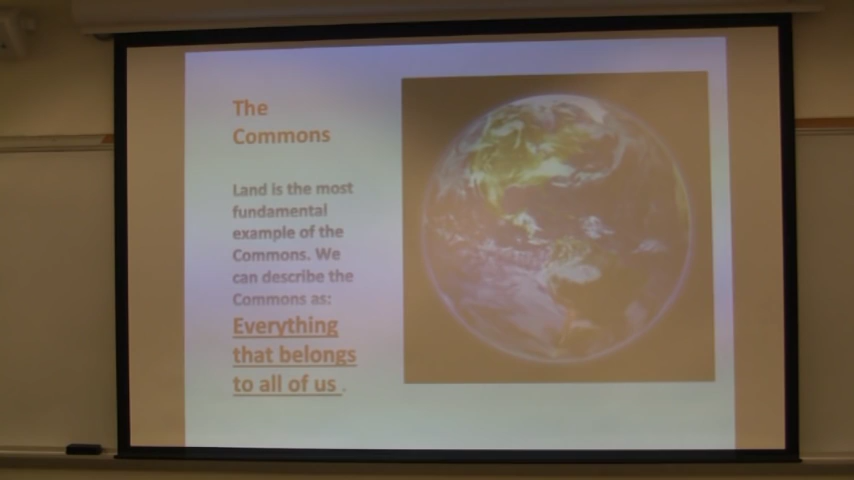 The
Commons
Land is the most
fundamental
example of the
Commons. We
can describe the
Commons as:
Everything
that belongs
to all of us .